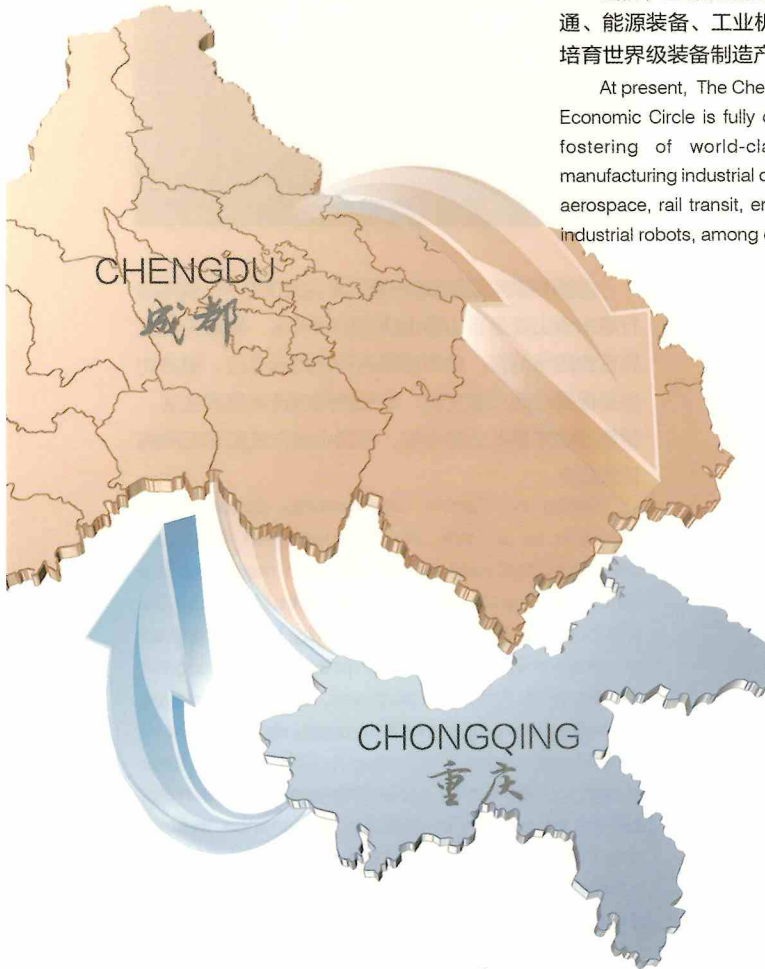 通、能源装备、工业机
培育世界级装备制造产
At present, The Che
Economic Circle is fully
fostering of world-cla
manufacturing industrial
aerospace, rail transit, en
industrial robots, among
CHENGDU
成都
CHONGQING
重庆